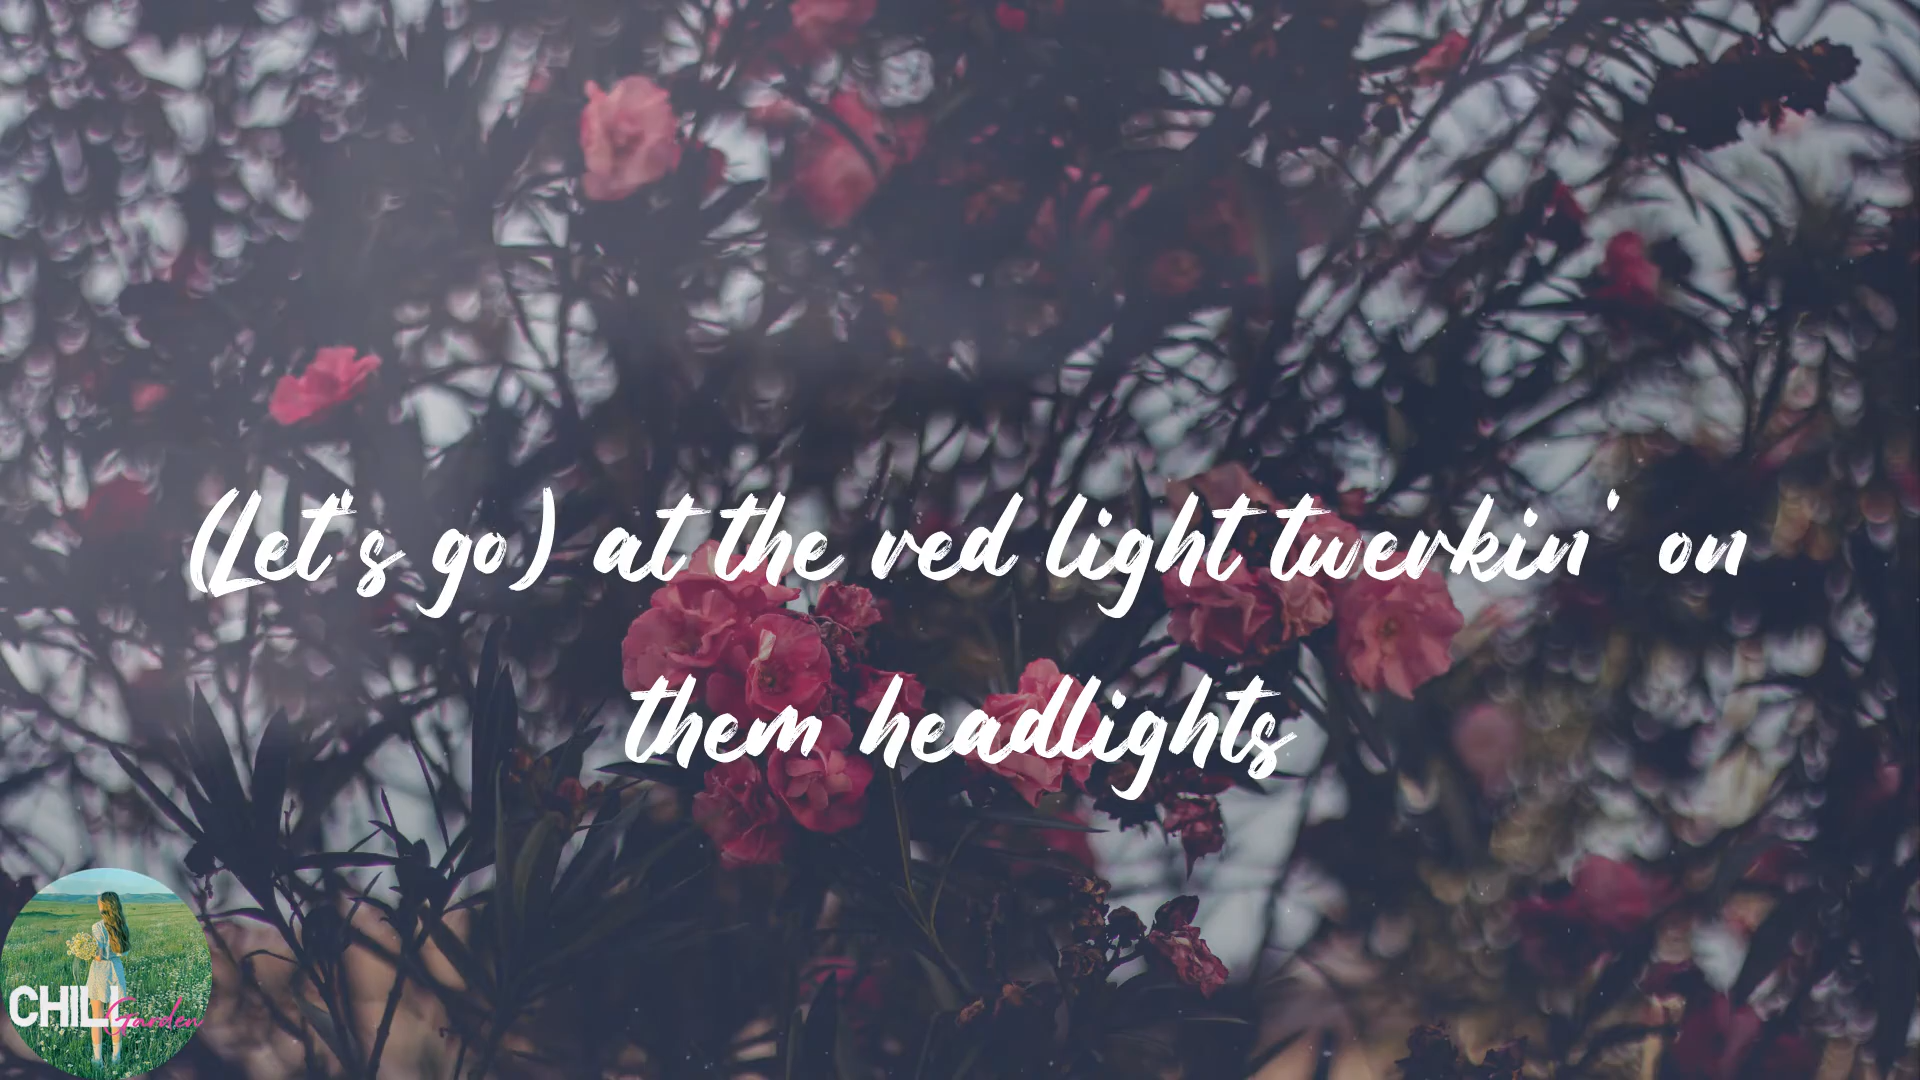 (Let's go) at the red light twerkin' on
them headlights
CHILL
Garden